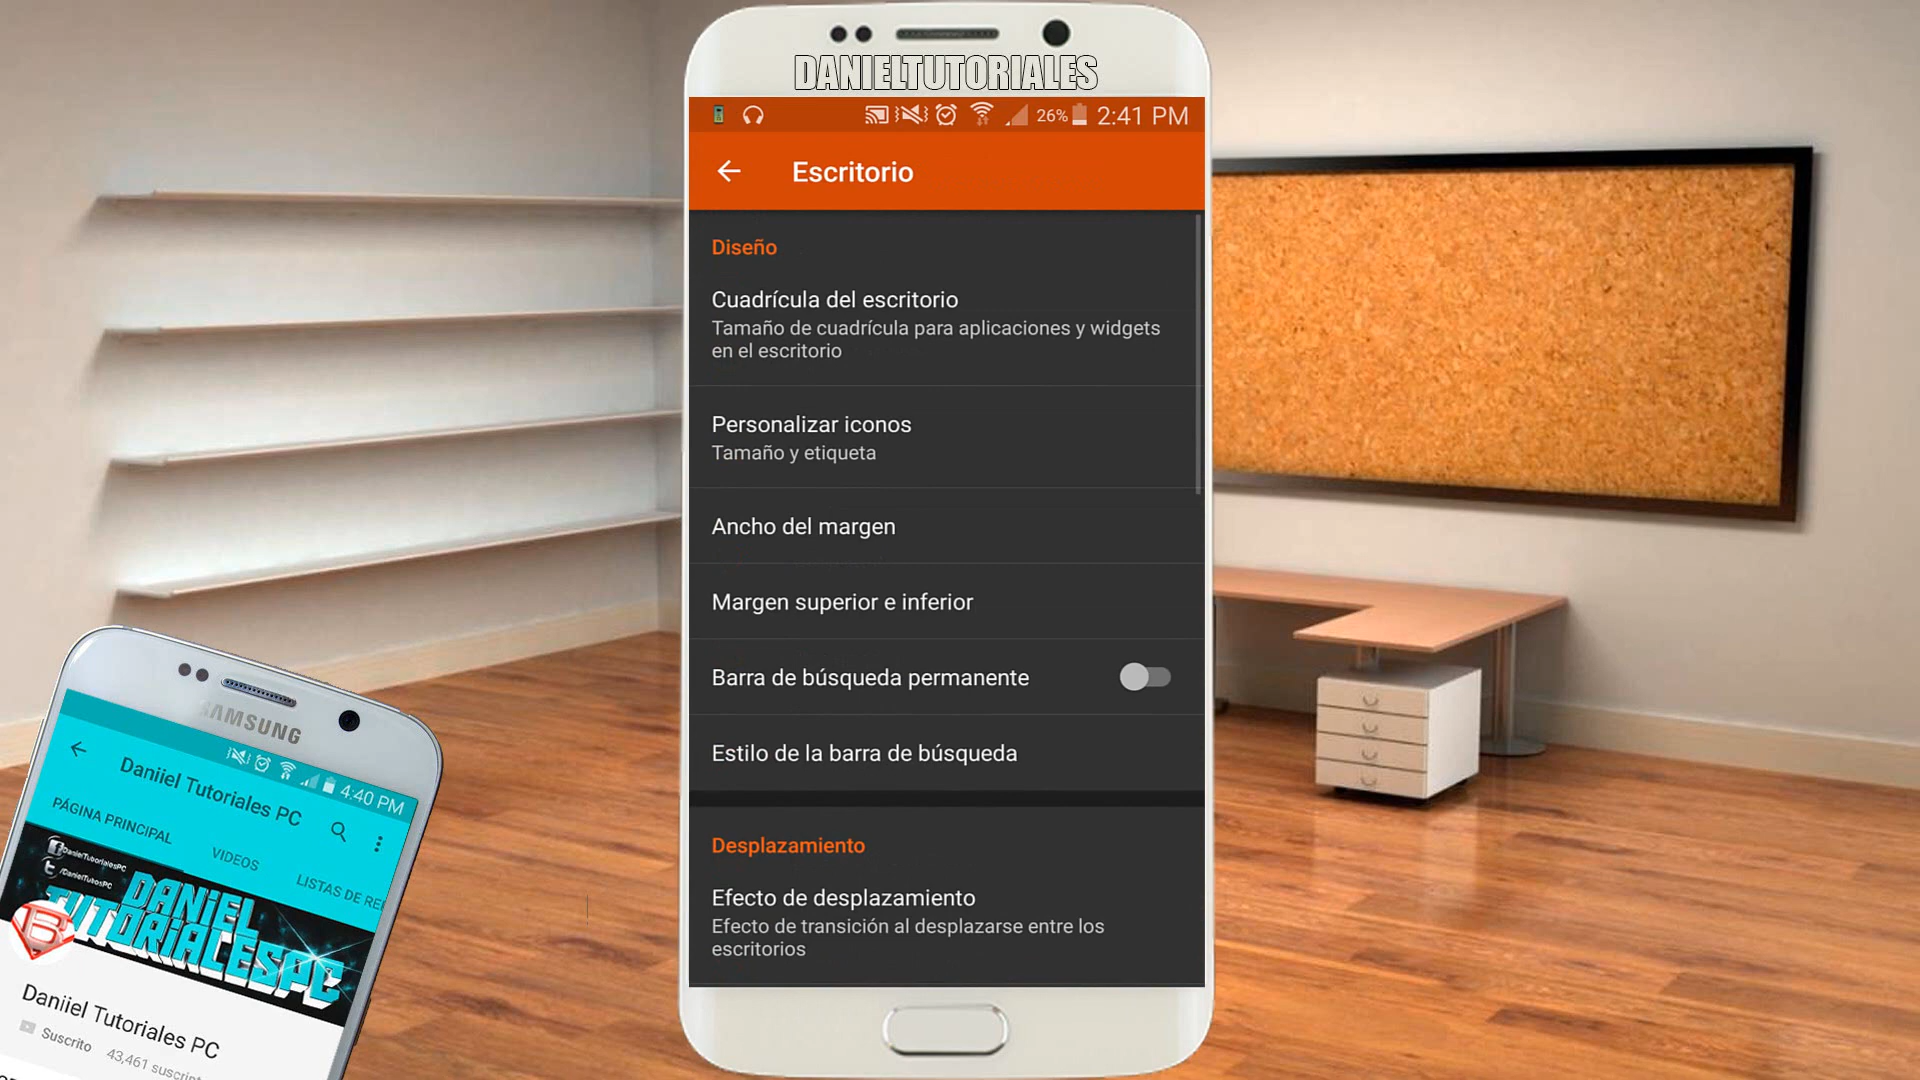 DANIELTUTORIALES
26% 2:41 PM
Escritorio
Diseño
Cuadrícula del escritorio
Tamaño de cuadrícula para aplicaciones y widgets
en el escritorio
Personalizar iconos
Tamaño y etiqueta
Ancho del margen
Margen superior e inferior
Barra de búsqueda permanente
Estilo de la barra de búsqueda
Desplazamiento
Efecto de desplazamiento
Efecto de transición al desplazarse entre los
escritorios
SAMSUNG
4:40 PM
Daniiel Tutoriales PC
PÁGINA PRINCIPAL
VIDEOS
LISTAS DE RE
/DanielTutorialesPC
/DanielTutosPC
DANiEL
TUTORiALESPC
Daniiel Tutoriales PC
Suscrito
43,461 suscript